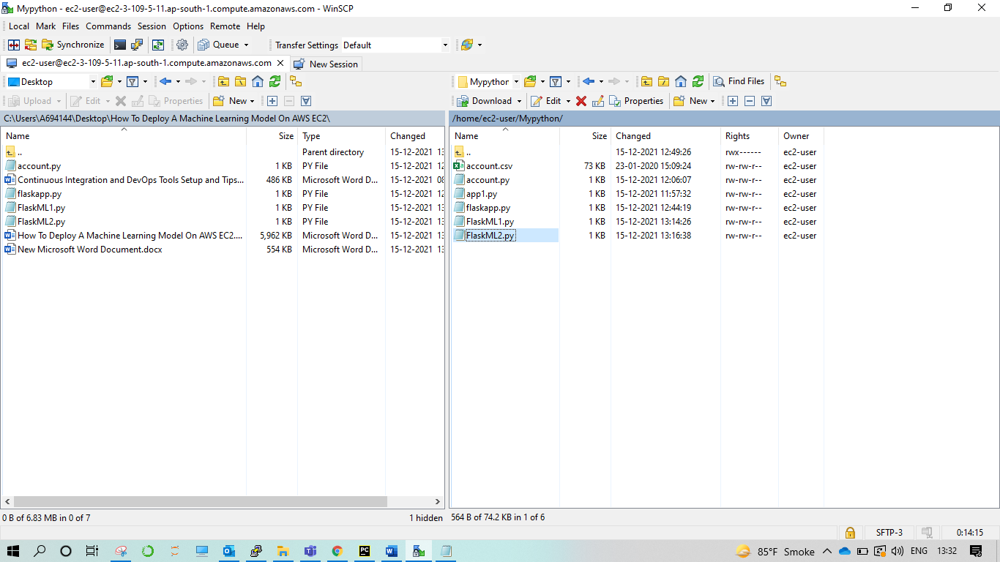 Mypython - ec2-user@ec2-3-109-5-11.ap-south-1.compute.amazonaws.com - WinSCP
Local Mark Files Commands Session Options Remote Help
Synchronize Queue Transfer Settings Default
ec2-user@ec2-3-109-5-11.ap-south-1.compute.amazonaws.com New Session
Desktop
Upload Edit Properties New
C:\Users\A694144\Desktop\How To Deploy A Machine Learning Model On AWS EC2\
Name Size Type Changed
.. Parent directory 15-12-2021 13
account.py 1 KB PY File 15-12-2021 12
Continuous Integration and DevOps Tools Setup and Tips... 486 KB Microsoft Word D... 15-12-2021 08
flaskapp.py 1 KB PY File 15-12-2021 12
FlaskML1.py 1 KB PY File 15-12-2021 13
FlaskML2.py 1 KB PY File 15-12-2021 13
How To Deploy A Machine Learning Model On AWS EC2.... 5,962 KB Microsoft Word D... 15-12-2021 13
New Microsoft Word Document.docx 554 KB Microsoft Word D... 15-12-2021 13
0 B of 6.83 MB in 0 of 7 1 hidden
Mypython Find Files
Download Edit Properties New
/home/ec2-user/Mypython/
Name Size Changed Rights Owner
.. 15-12-2021 12:49:26 rwx------ ec2-user
account.csv 73 KB 23-01-2020 15:09:24 rw-rw-r-- ec2-user
account.py 1 KB 15-12-2021 12:06:07 rw-rw-r-- ec2-user
app1.py 1 KB 15-12-2021 11:57:32 rw-rw-r-- ec2-user
flaskapp.py 1 KB 15-12-2021 12:44:19 rw-rw-r-- ec2-user
FlaskML1.py 1 KB 15-12-2021 13:14:26 rw-rw-r-- ec2-user
FlaskML2.py 1 KB 15-12-2021 13:16:38 rw-rw-r-- ec2-user
564 B of 74.2 KB in 1 of 6
SFTP-3 0:14:15
85°F Smoke ENG 13:32